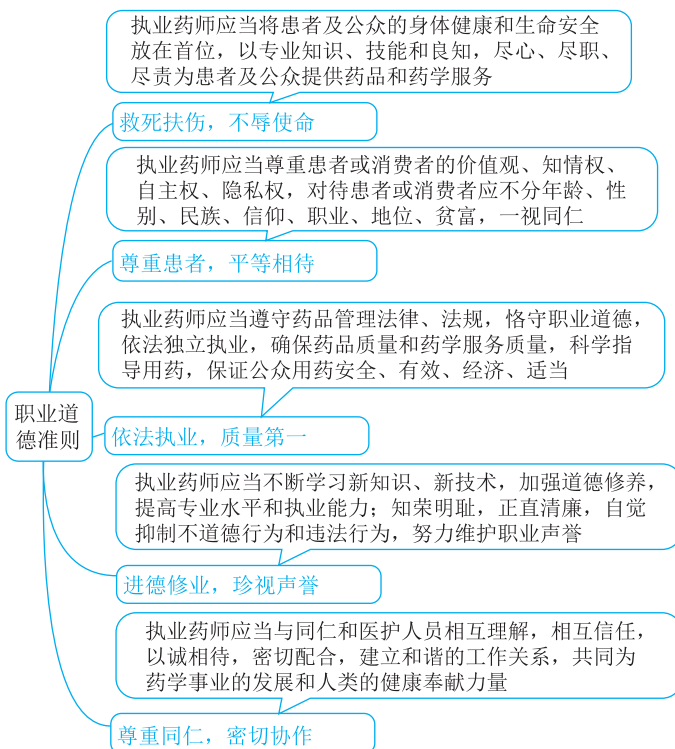 执业药师应当将患者及公众的身体健康和生命安全
放在首位，以专业知识、技能和良知，尽心、尽职、
尽责为患者及公众提供药品和药学服务
救死扶伤，不辱使命
执业药师应当尊重患者或消费者的价值观、知情权、
自主权、隐私权，对待患者或消费者应不分年龄、性
别、民族、信仰、职业、地位、贫富，一视同仁
尊重患者，平等相待
执业药师应当遵守药品管理法律、法规，恪守职业道德，
依法独立执业，确保药品质量和药学服务质量，科学指
导用药，保证公众用药安全、有效、经济、适当
职业道
德准则
依法执业，质量第一
执业药师应当不断学习新知识、新技术，加强道德修养，
提高专业水平和执业能力；知荣明耻，正直清廉，自觉
抑制不道德行为和违法行为，努力维护职业声誉
进德修业，珍视声誉
执业药师应当与同仁和医护人员相互理解，相互信任，
以诚相待，密切配合，建立和谐的工作关系，共同为
药学事业的发展和人类的健康奉献力量
尊重同仁，密切协作